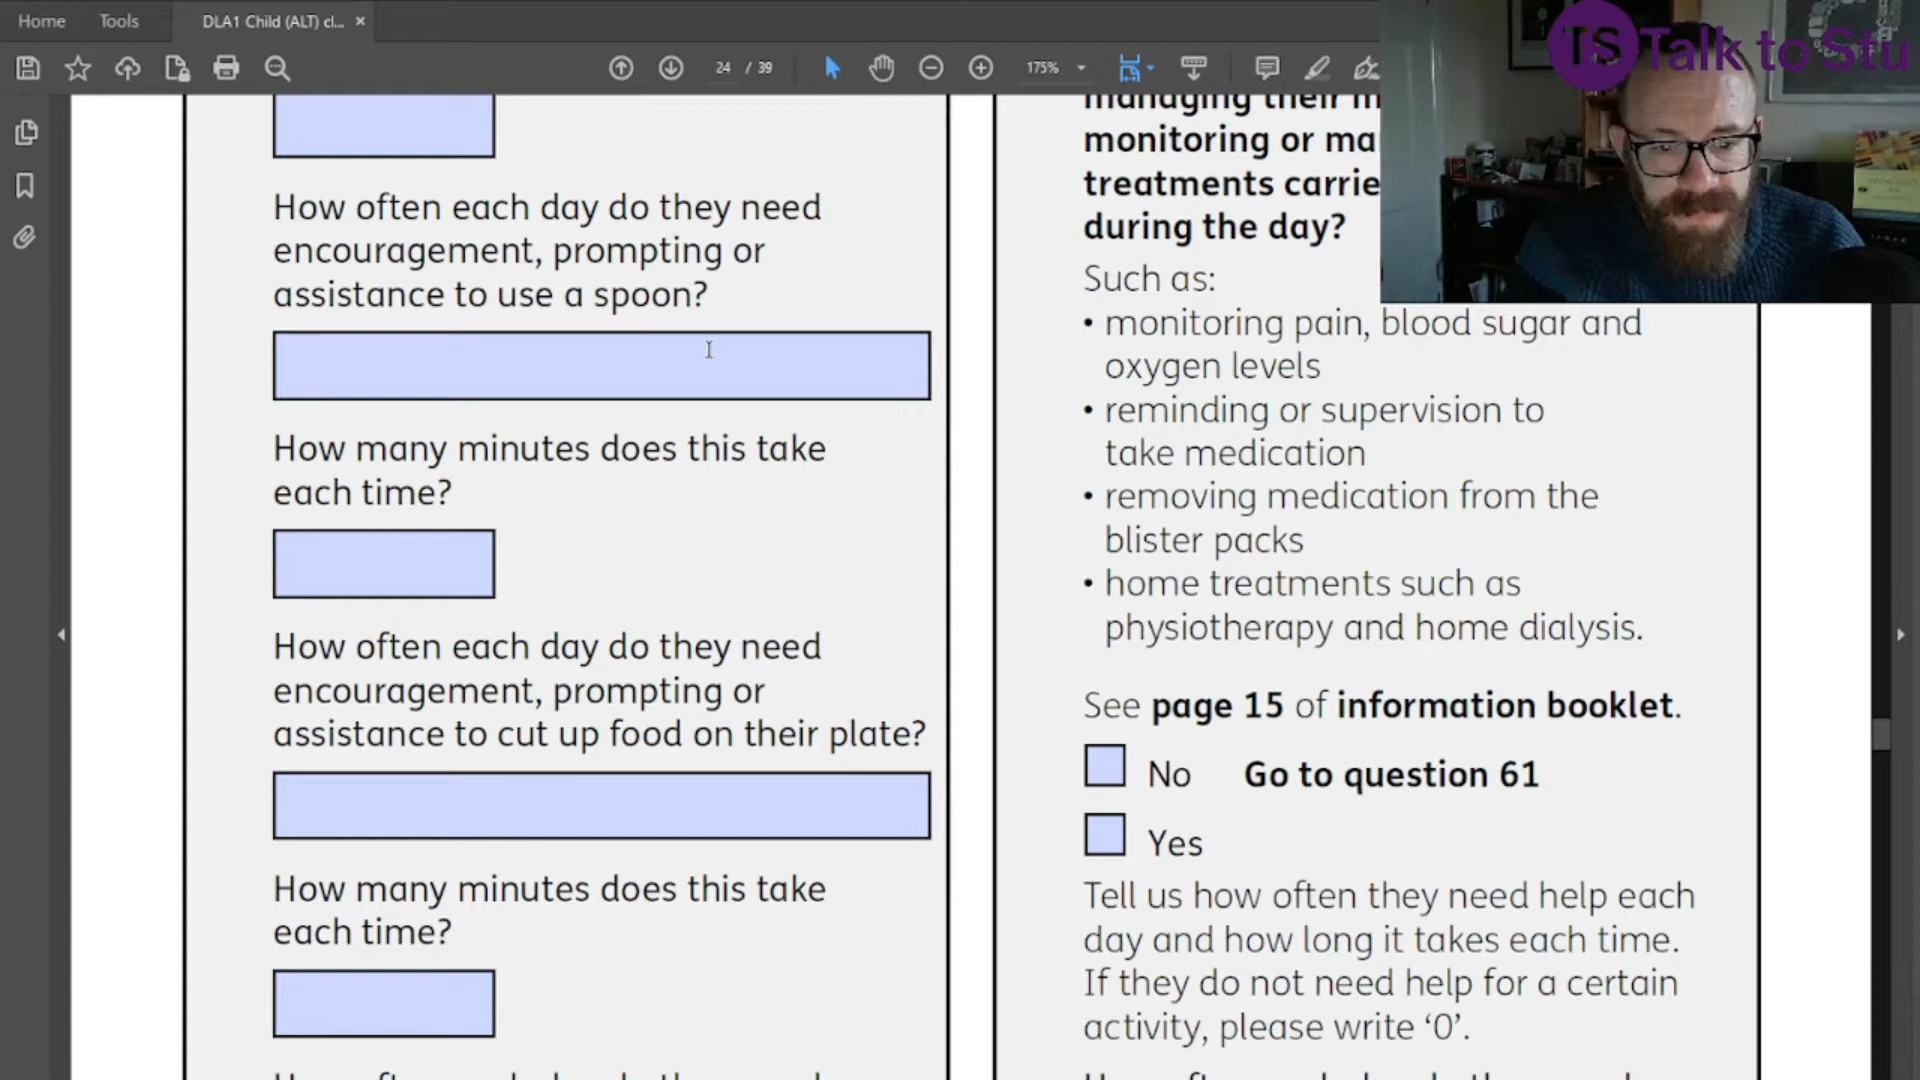 Home
Tools
DLA1 Child (ALT) cl...
24 / 39
175%
TS Talk to Stu
How often each day do they need
encouragement, prompting or
assistance to use a spoon?
How many minutes does this take
each time?
How often each day do they need
encouragement, prompting or
assistance to cut up food on their plate?
How many minutes does this take
each time?
managing their
monitoring or
treatments
during the day?
Such as:
• monitoring pain, blood sugar and
oxygen levels
• reminding or supervision to
take medication
• removing medication from the
blister packs
• home treatments such as
physiotherapy and home dialysis.
See page 15 of information booklet.
No Go to question 61
Yes
Tell us how often they need help each
day and how long it takes each time.
If they do not need help for a certain
activity, please write ‘0’.